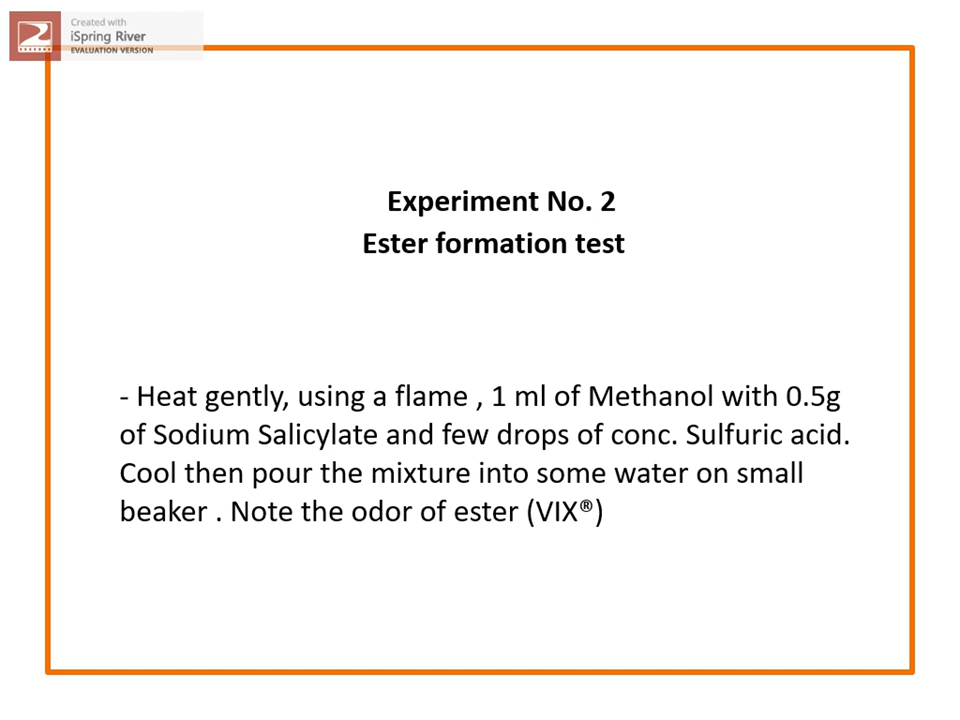 Created with
iSpring River
EVALUATION VERSION
Experiment No. 2
Ester formation test
- Heat gently, using a flame , 1 ml of Methanol with 0.5g
of Sodium Salicylate and few drops of conc. Sulfuric acid.
Cool then pour the mixture into some water on small
beaker . Note the odor of ester (VIX®)